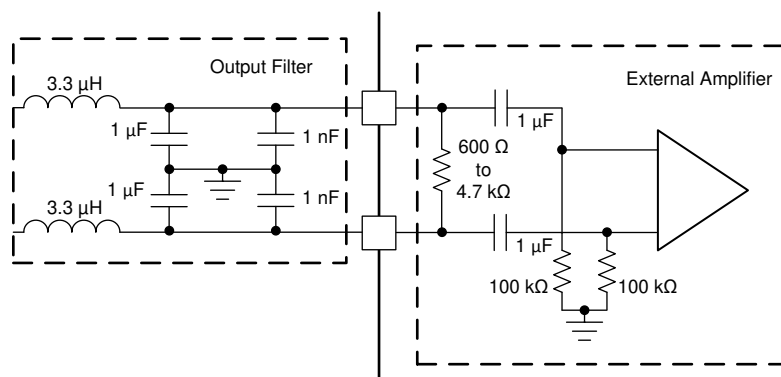 Output Filter
3.3 µH
1 µF
1 nF
1 µF
1 nF
3.3 µH
External Amplifier
1 µF
600 Ω
to
4.7 kΩ
1 µF
100 kΩ
100 kΩ